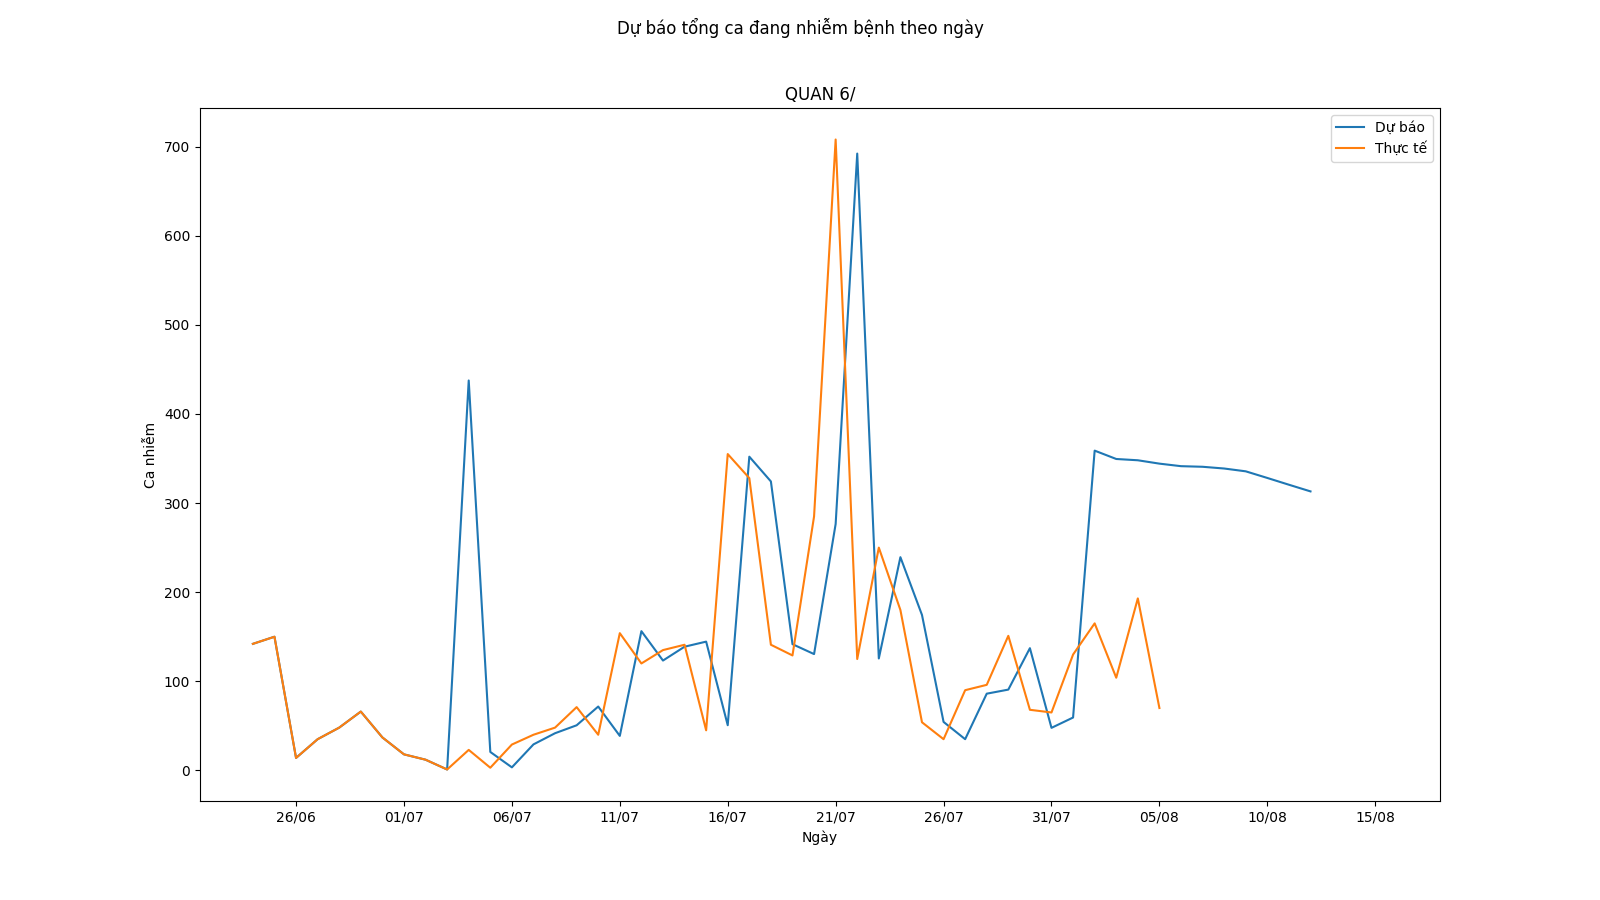 Dự báo tổng ca đang nhiễm bệnh theo ngày
QUAN 6/
Dự báo
Thực tế
700
600
500
400
300
200
100
0
Ca nhiễm
26/06 01/07 06/07 11/07 16/07 21/07 26/07 31/07 05/08 10/08 15/08
Ngày